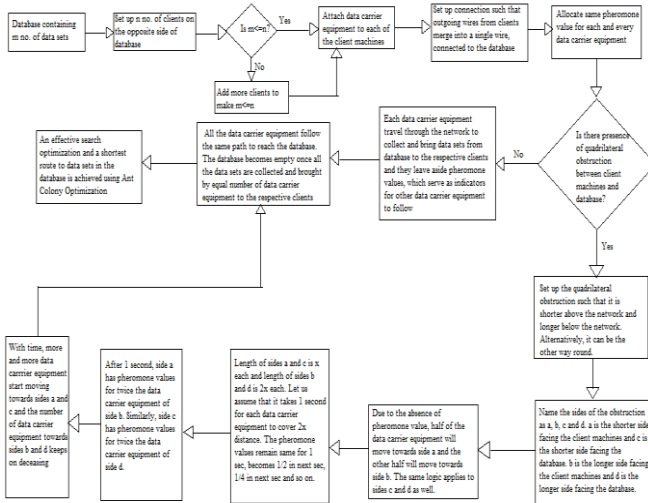 Database containing
m no. of data sets
Set up n no. of clients
on the opposite side of
database
Is m<=n?
Yes
No
Add more clients to
make m<=n
Attach data carrier
equipment to each of
the client machines
Set up connection such that
outgoing wires from clients
merge into a single wire,
connected to the database
Allocate same pheromone
value for each and every
data carrier equipment
Is there presence
of quadrilateral
obstruction
between client
machines and
database?
No
Yes
Each data carrier equipment
travel through the network to
collect and bring data sets from
database to the respective clients
and they leave aside pheromone
values, which serve as indicators
for other data carrier equipment
to follow
All the data carrier equipment follow
the same path to reach the database.
The database becomes empty once all
the data sets are collected and brought
by equal number of data carrier
equipment to the respective clients
An effective search
optimization and a shortest
route to data sets in the
database is achieved using Ant
Colony Optimization
Set up the quadrilateral
obstruction such that it is
shorter above the network and
longer below the network.
Alternatively, it can be the
other way round.
Name the sides of the obstruction
as a, b, c and d. a is the shorter side
facing the client machines and c is
the shorter side facing the
database. b is the longer side facing
the client machines and d is the
longer side facing the database.
Due to the absence of
pheromone value, half of the
data carrier equipment will
move towards side a and the
other half will move towards
side b. The same logic applies to
sides c and d as well.
Length of sides a and c is x
each and length of sides b
and d is 2x each. Let us
assume that it takes 1 second
for each data carrier
equipment to cover 2x
distance. The pheromone
values remain same for 1 sec,
becomes 1/2 in next sec,
1/4 in next sec and so on.
After 1 second, side a
has pheromone values
for twice the data
carrier equipment of
side b. Similarly, side c
has pheromone values
for twice the data
carrier equipment of
side d.
With time, more
and more data
carrrier equipment
start moving
towards sides a and
c and the number
of data carrier
equipment towards
sides b and d keeps
on deceasing